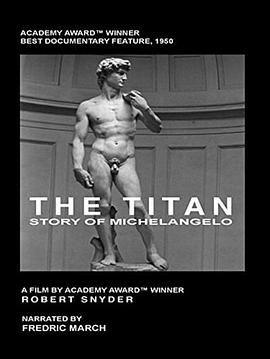 ACADEMY AWARD™ WINNER
BEST DOCUMENTARY FEATURE, 1950
THE TITAN
STORY OF MICHELANGELO
A FILM BY ACADEMY AWARD™ WINNER
ROBERT SNYDER
NARRATED BY
FREDRIC MARCH